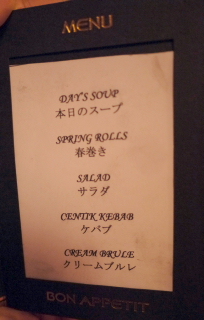 MENU
DAY'S SOUP
本日のスープ
SPRING ROLLS
春巻き
SALAD
サラダ
CENTIK KEBAB
ケバブ
CREAM BRULE
クリームブルレ
BON APPETIT